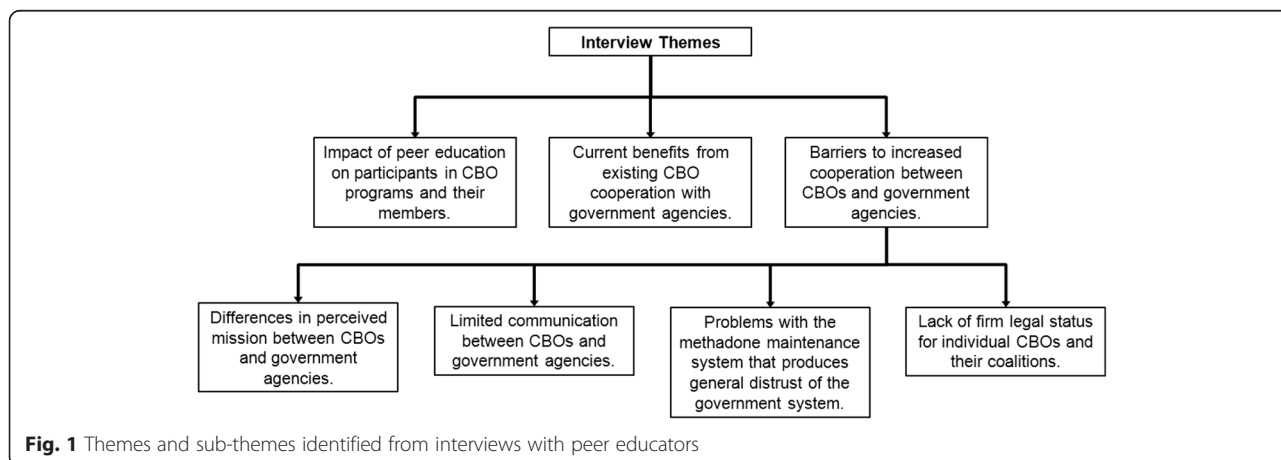 Interview Themes
Impact of peer education
on participants in CBO
programs and their
members.
Current benefits from
existing CBO
cooperation with
government agencies.
Barriers to increased
cooperation between
CBOs and government
agencies.
Differences in perceived
mission between CBOs
and government
agencies.
Limited communication
between CBOs and
government agencies.
Problems with the
methadone maintenance
system that produces
general distrust of the
government system.
Lack of firm legal status
for individual CBOs and
their coalitions.
Fig. 1 Themes and sub-themes identified from interviews with peer educators